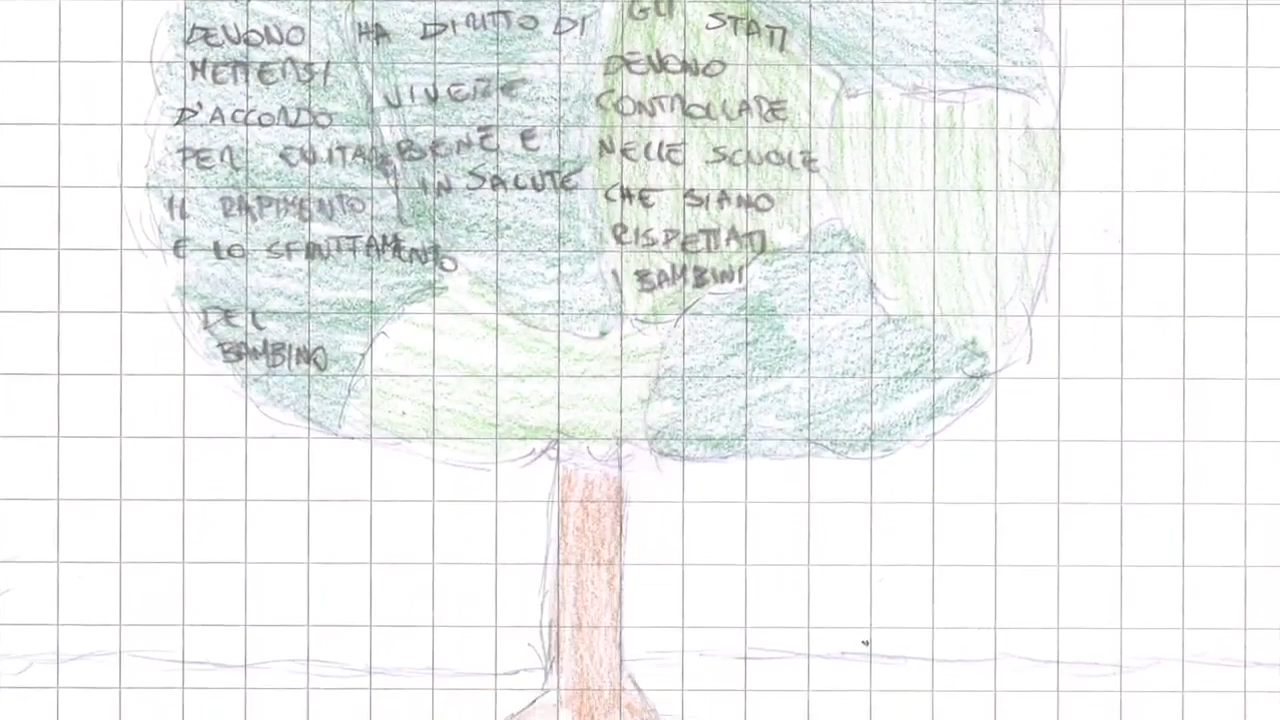 DEVONO
METTERSI
D'ACCORDO
PER EVITARE
IL RAPIMENTO
E LO SFRUTTAMENTO
DEL
BAMBINO
HA DIRITTO DI
VIVERE
BENE E
IN SALUTE
GLI STATI
DEVONO
CONTROLLARE
NELLE SCUOLE
CHE SIANO
RISPETTATI
I BAMBINI